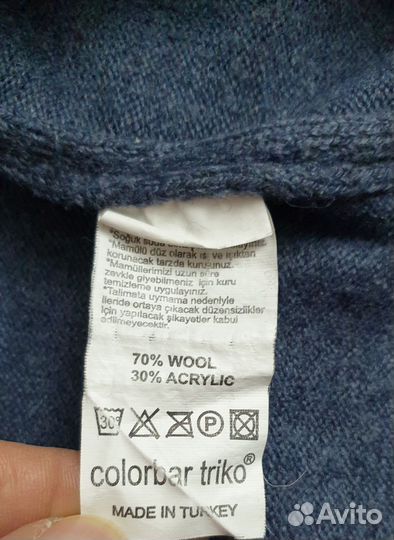 *Soğuk suda
*Mamülü düz olarak is ve ışıktan
korunacak tarzda kurutunuz.
*Mamüllerimizi uzun süre
zevkle giyebilmeniz için kuru
temizleme uygulayınız.
*Talimata uymama nedeniyle
ileride ortaya çıkacak düzensizlikler
için yapılacak şikayetler kabul
edilmeyecektir.
70% WOOL
30% ACRYLIC
30° P
colorbar triko®
MADE IN TURKEY
Avito